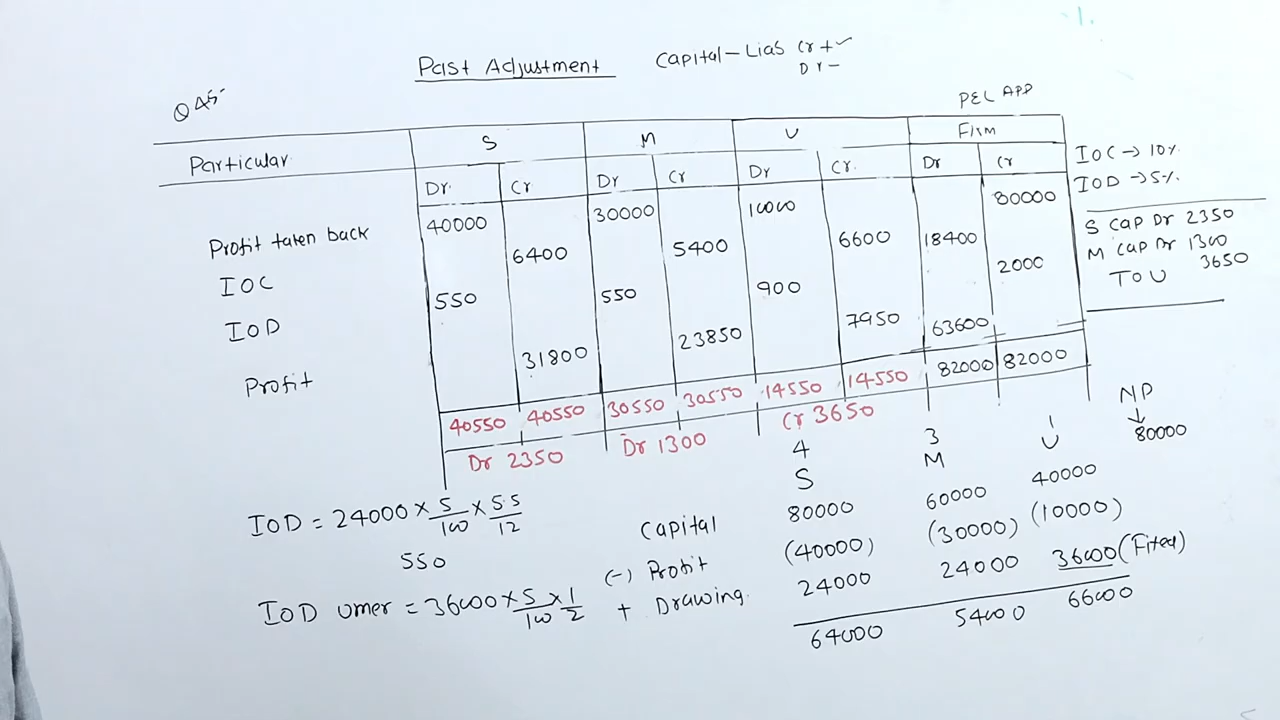 Past Adjustment
Capital - Lias Cr + ✓
Dr -
Q 45
PEL APP
Particular S M U Firm
Dr. Cr Dr Cr Dr Cr. Dr Cr
Profit taken back 40000 30000 10000 80000
IOC 6400 5400 6600 18400
IOD 550 550 900 2000
Profit 31800 23850 7950 63600
40550 40550 30550 30550 14550 14550 82000 82000
Dr 2350 Dr 1300 Cr 3650
IOC → 10%
IOD → 5%
S cap Dr 2350
M cap Dr 1300
To U 3650
NP
↓
80000
4 3 1
S M U
Capital 80000 60000 40000
(-) Profit (40000) (30000) (10000)
+ Drawing 24000 24000 36000 (Fixed)
64000 54000 66000
IOD = 24000 × 5/100 × 5.5/12
550
IOD umer = 36000 × 5/100 × 1/2